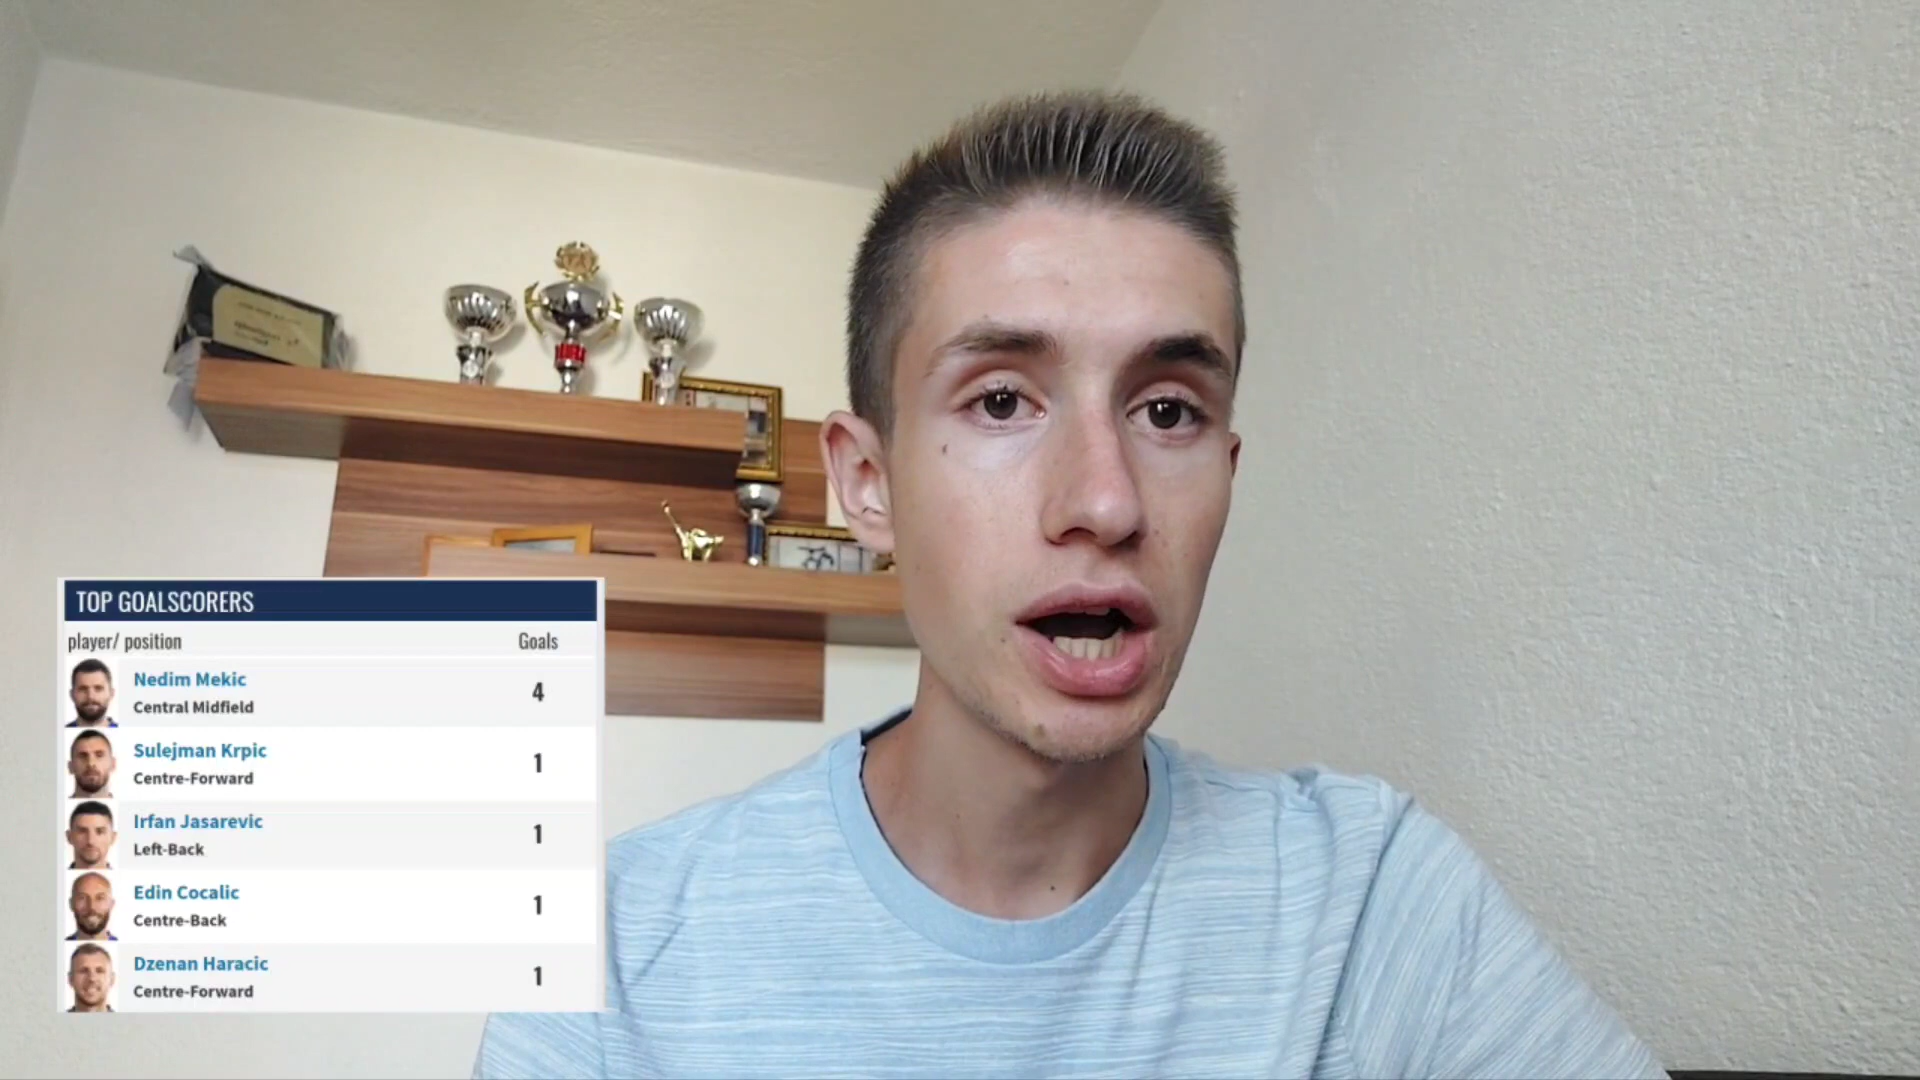 TOP GOALSCORERS
player/ position Goals
Nedim Mekic
Central Midfield
4
Sulejman Krpic
Centre-Forward
1
Irfan Jasarevic
Left-Back
1
Edin Cocalic
Centre-Back
1
Dzenan Haracic
Centre-Forward
1